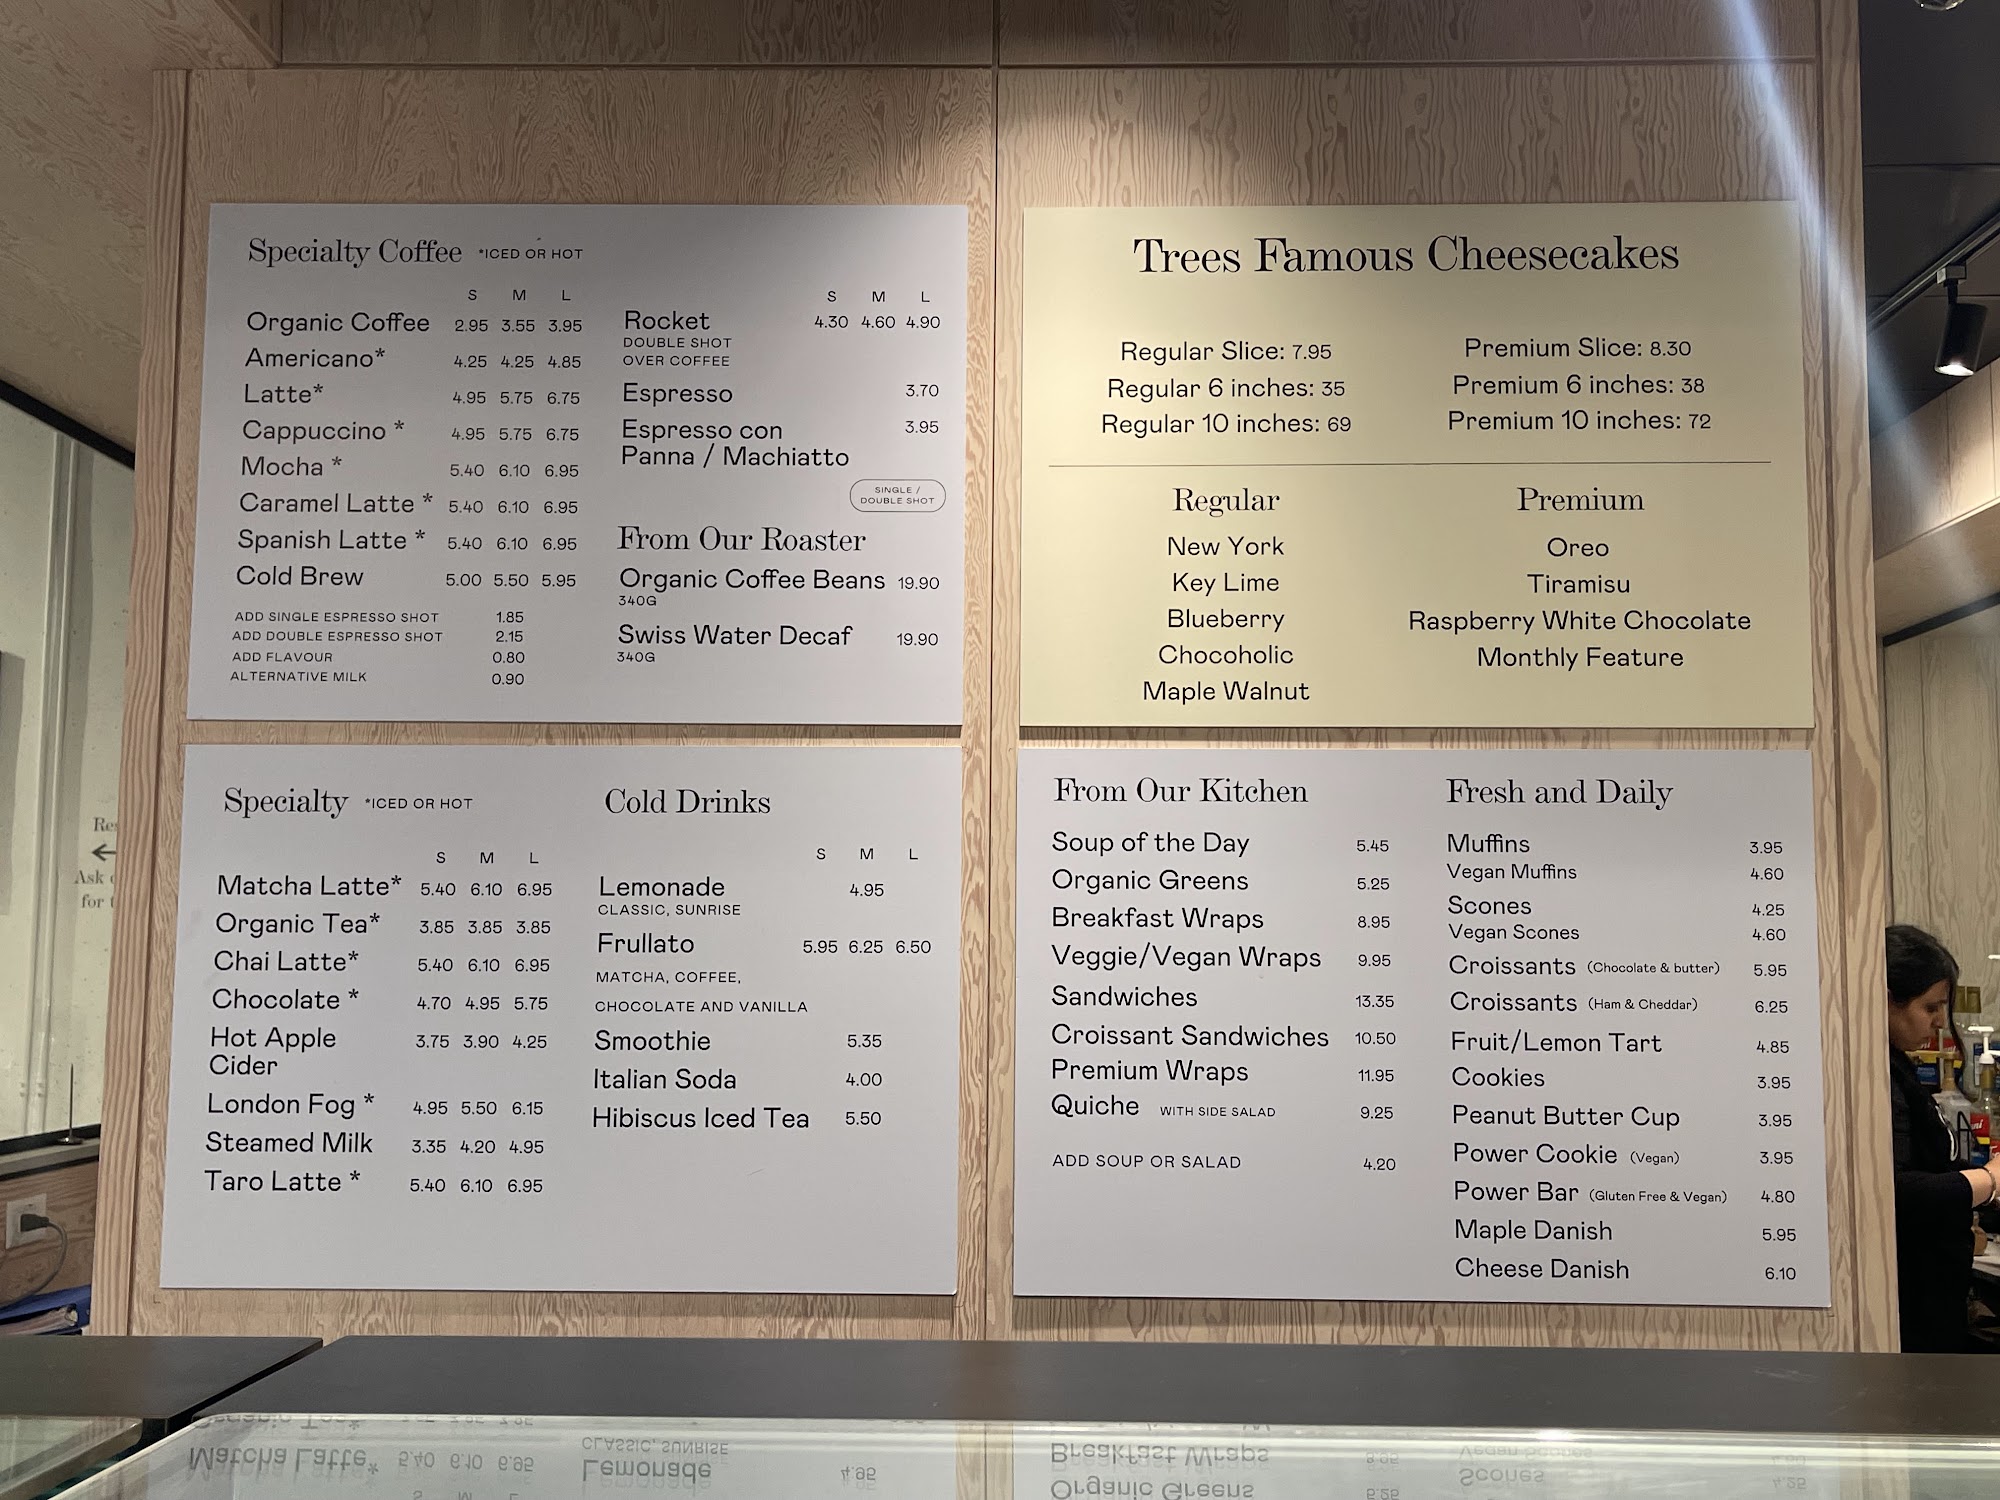 Specialty Coffee *ICED OR HOT
S M L
Organic Coffee 2.95 3.55 3.95
Americano* 4.25 4.25 4.85
Latte* 4.95 5.75 6.75
Cappuccino * 4.95 5.75 6.75
Mocha * 5.40 6.10 6.95
Caramel Latte * 5.40 6.10 6.95
Spanish Latte * 5.40 6.10 6.95
Cold Brew 5.00 5.50 5.95
ADD SINGLE ESPRESSO SHOT 1.85
ADD DOUBLE ESPRESSO SHOT 2.15
ADD FLAVOUR 0.80
ALTERNATIVE MILK 0.90
S M L
Rocket 4.30 4.60 4.90
DOUBLE SHOT
OVER COFFEE
Espresso 3.70
Espresso con 3.95
Panna / Machiatto
SINGLE /
DOUBLE SHOT
From Our Roaster
Organic Coffee Beans 19.90
340G
Swiss Water Decaf 19.90
340G
Trees Famous Cheesecakes
Regular Slice: 7.95
Regular 6 inches: 35
Regular 10 inches: 69
Premium Slice: 8.30
Premium 6 inches: 38
Premium 10 inches: 72
Regular
New York
Key Lime
Blueberry
Chocoholic
Maple Walnut
Premium
Oreo
Tiramisu
Raspberry White Chocolate
Monthly Feature
Specialty *ICED OR HOT
S M L
Matcha Latte* 5.40 6.10 6.95
Organic Tea* 3.85 3.85 3.85
Chai Latte* 5.40 6.10 6.95
Chocolate * 4.70 4.95 5.75
Hot Apple 3.75 3.90 4.25
Cider
London Fog * 4.95 5.50 6.15
Steamed Milk 3.35 4.20 4.95
Taro Latte * 5.40 6.10 6.95
Cold Drinks
S M L
Lemonade 4.95
CLASSIC, SUNRISE
Frullato 5.95 6.25 6.50
MATCHA, COFFEE,
CHOCOLATE AND VANILLA
Smoothie 5.35
Italian Soda 4.00
Hibiscus Iced Tea 5.50
From Our Kitchen
Soup of the Day 5.45
Organic Greens 5.25
Breakfast Wraps 8.95
Veggie/Vegan Wraps 9.95
Sandwiches 13.35
Croissant Sandwiches 10.50
Premium Wraps 11.95
Quiche WITH SIDE SALAD 9.25
ADD SOUP OR SALAD 4.20
Fresh and Daily
Muffins 3.95
Vegan Muffins 4.60
Scones 4.25
Vegan Scones 4.60
Croissants (Chocolate & butter) 5.95
Croissants (Ham & Cheddar) 6.25
Fruit/Lemon Tart 4.85
Cookies 3.95
Peanut Butter Cup 3.95
Power Cookie (Vegan) 3.95
Power Bar (Gluten Free & Vegan) 4.80
Maple Danish 5.95
Cheese Danish 6.10
Ask
for